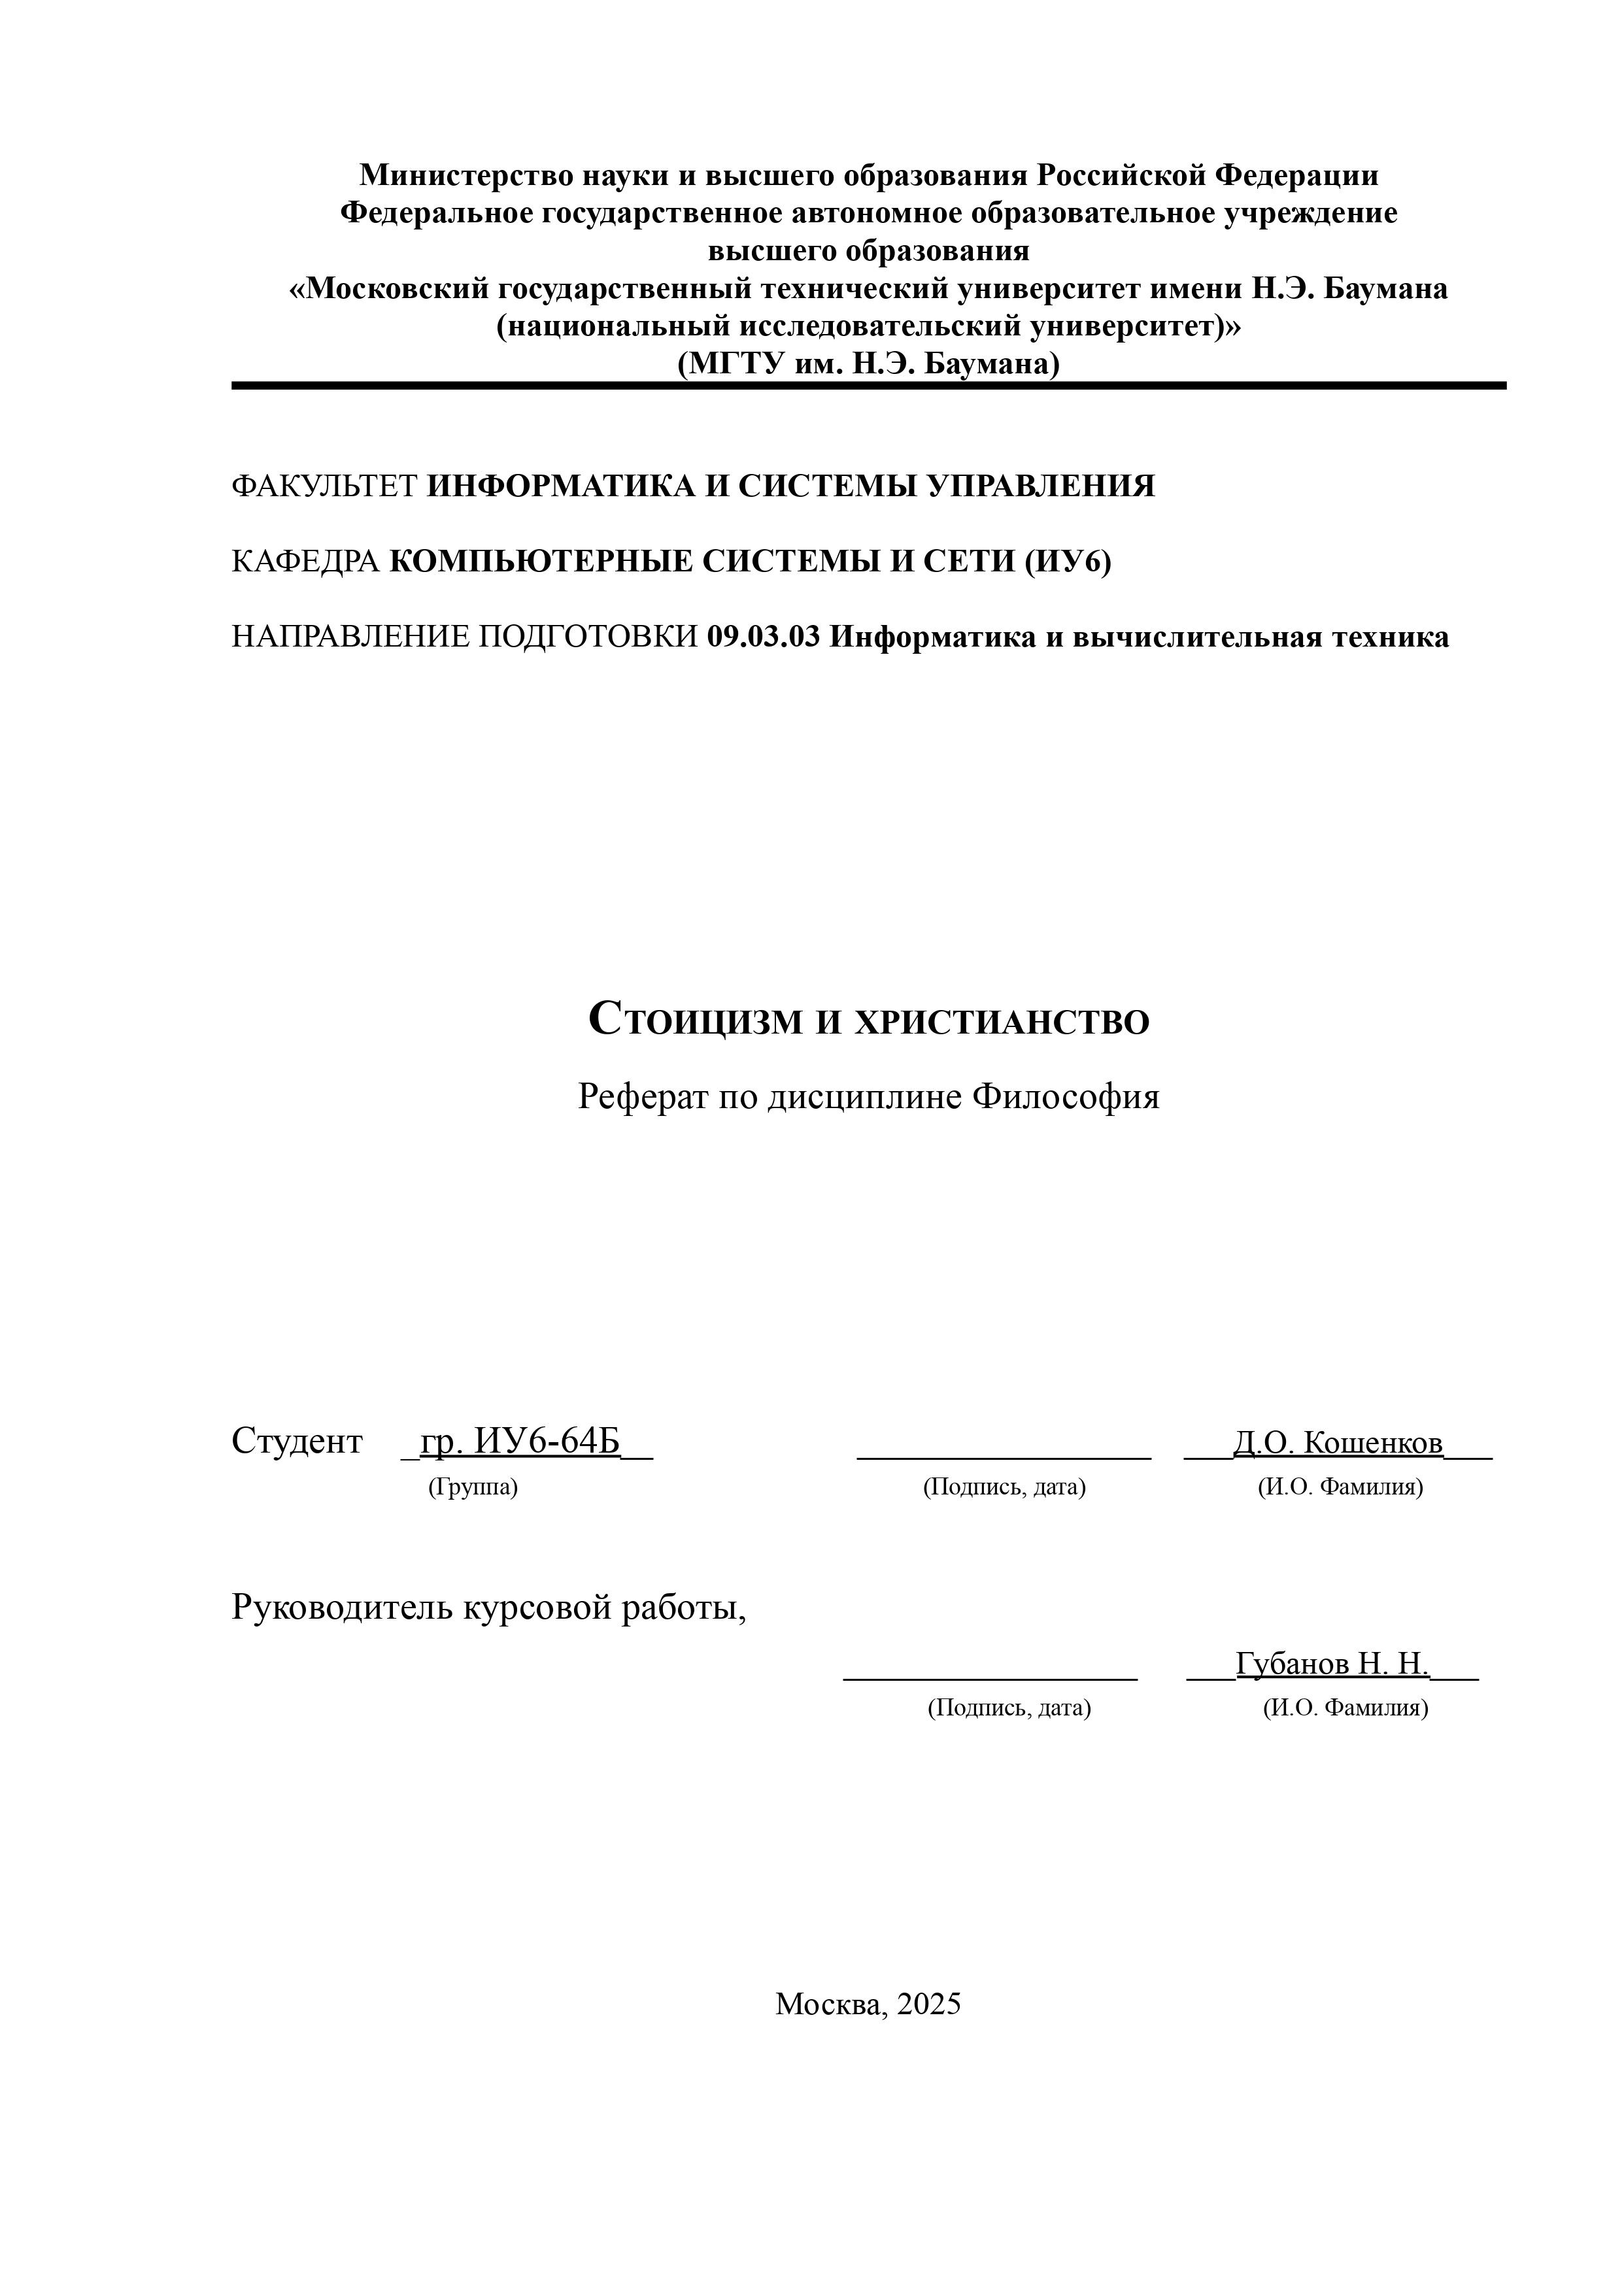 Министерство науки и высшего образования Российской Федерации
Федеральное государственное автономное образовательное учреждение
высшего образования
«Московский государственный технический университет имени Н.Э. Баумана
(национальный исследовательский университет)»
(МГТУ им. Н.Э. Баумана)
ФАКУЛЬТЕТ ИНФОРМАТИКА И СИСТЕМЫ УПРАВЛЕНИЯ
КАФЕДРА КОМПЬЮТЕРНЫЕ СИСТЕМЫ И СЕТИ (ИУ6)
НАПРАВЛЕНИЕ ПОДГОТОВКИ 09.03.03 Информатика и вычислительная техника
Стоицизм и христианство
Реферат по дисциплине Философия
Студент _гр. ИУ6-64Б__ __________________ ___Д.О. Кошенков___
(Группа) (Подпись, дата) (И.О. Фамилия)
Руководитель курсовой работы,
__________________ ___Губанов Н. Н.___
(Подпись, дата) (И.О. Фамилия)
Москва, 2025